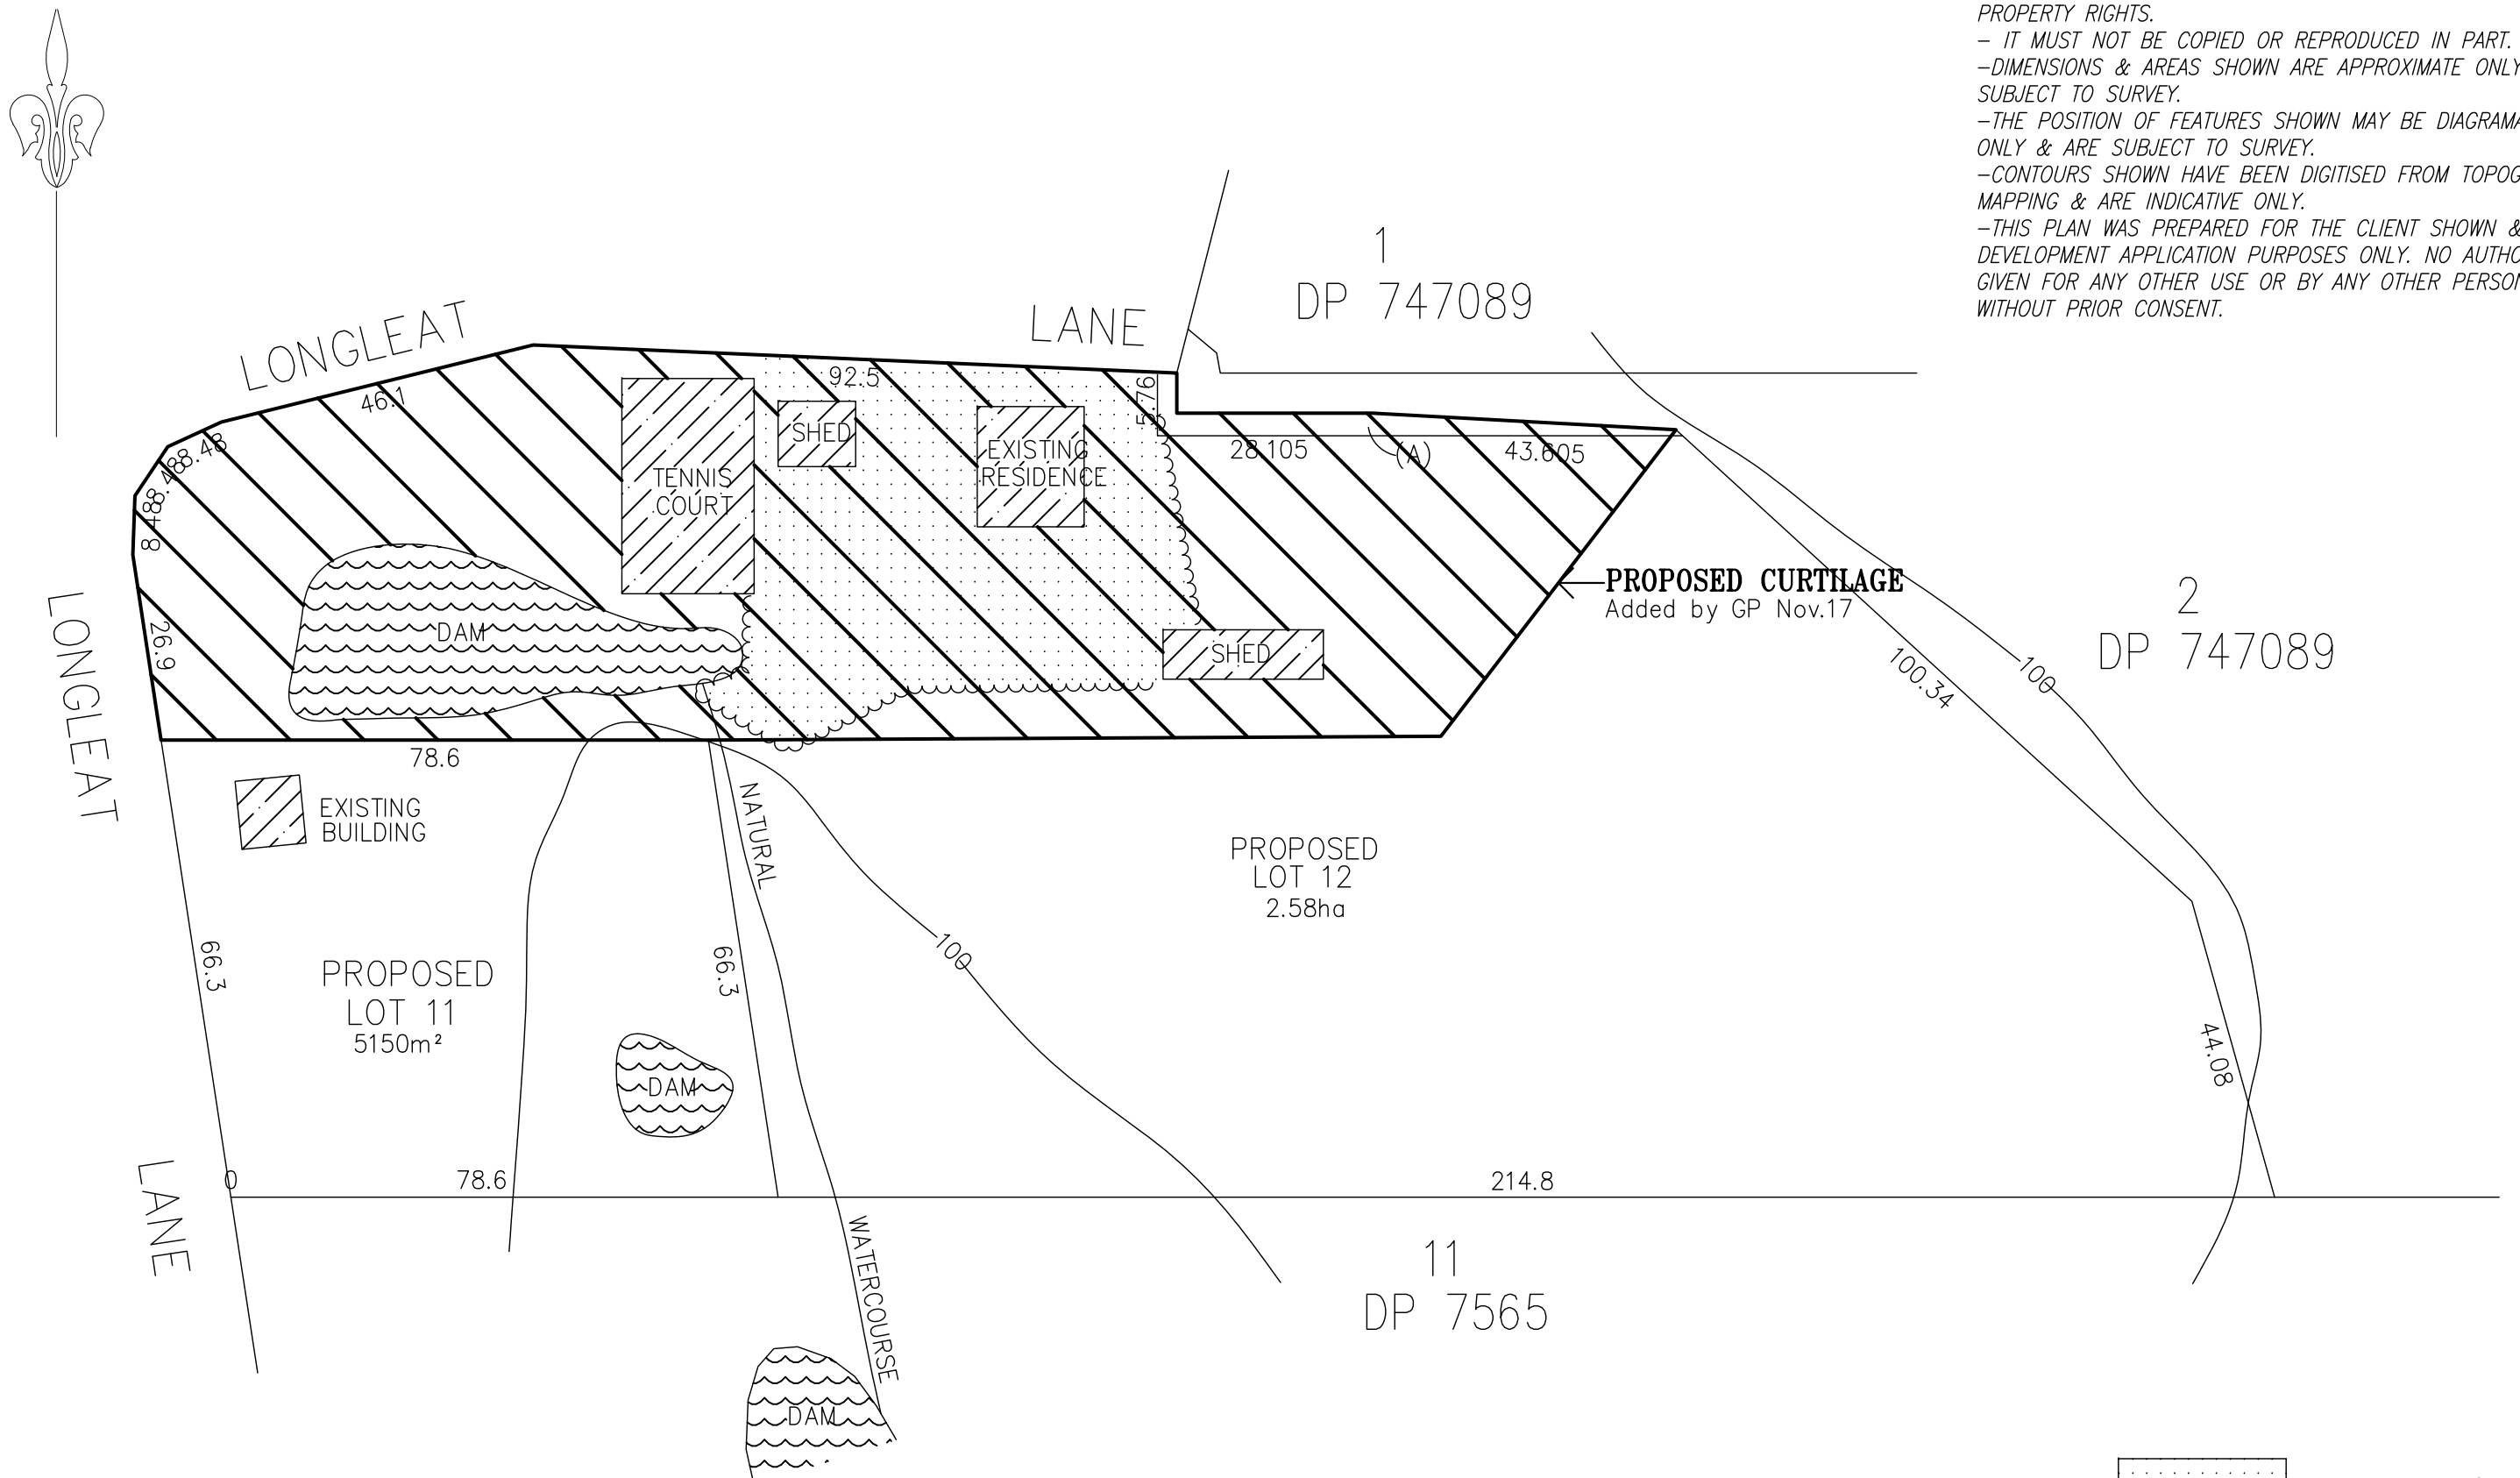 PROPERTY RIGHTS.
- IT MUST NOT BE COPIED OR REPRODUCED IN PART.
-DIMENSIONS & AREAS SHOWN ARE APPROXIMATE ONLY
SUBJECT TO SURVEY.
-THE POSITION OF FEATURES SHOWN MAY BE
ONLY & ARE SUBJECT TO SURVEY.
-CONTOURS SHOWN HAVE BEEN DIGITISED FROM
MAPPING & ARE INDICATIVE ONLY.
-THIS PLAN WAS PREPARED FOR THE CLIENT SHOWN &
DEVELOPMENT APPLICATION PURPOSES ONLY. NO
GIVEN FOR ANY OTHER USE OR BY ANY OTHER PERSON
WITHOUT PRIOR CONSENT.
1
DP 747089
LONGLEAT
LANE
92.5
46.1
5.76
SHED
8.48
28.105
(A)
43.605
EXISTING
RESIDENCE
8.48
TENNIS
COURT
8.48
PROPOSED CURTILAGE
Added by GP Nov.17
2
DP 747089
LONGLEAT
26.9
DAM
SHED
100.34
100
78.6
EXISTING
BUILDING
NATURAL
PROPOSED
LOT 12
2.58ha
66.3
66.3
100
PROPOSED
LOT 11
5150m²
DAM
44.08
LANE
0
78.6
214.8
WATERCOURSE
11
DP 7565
DAM